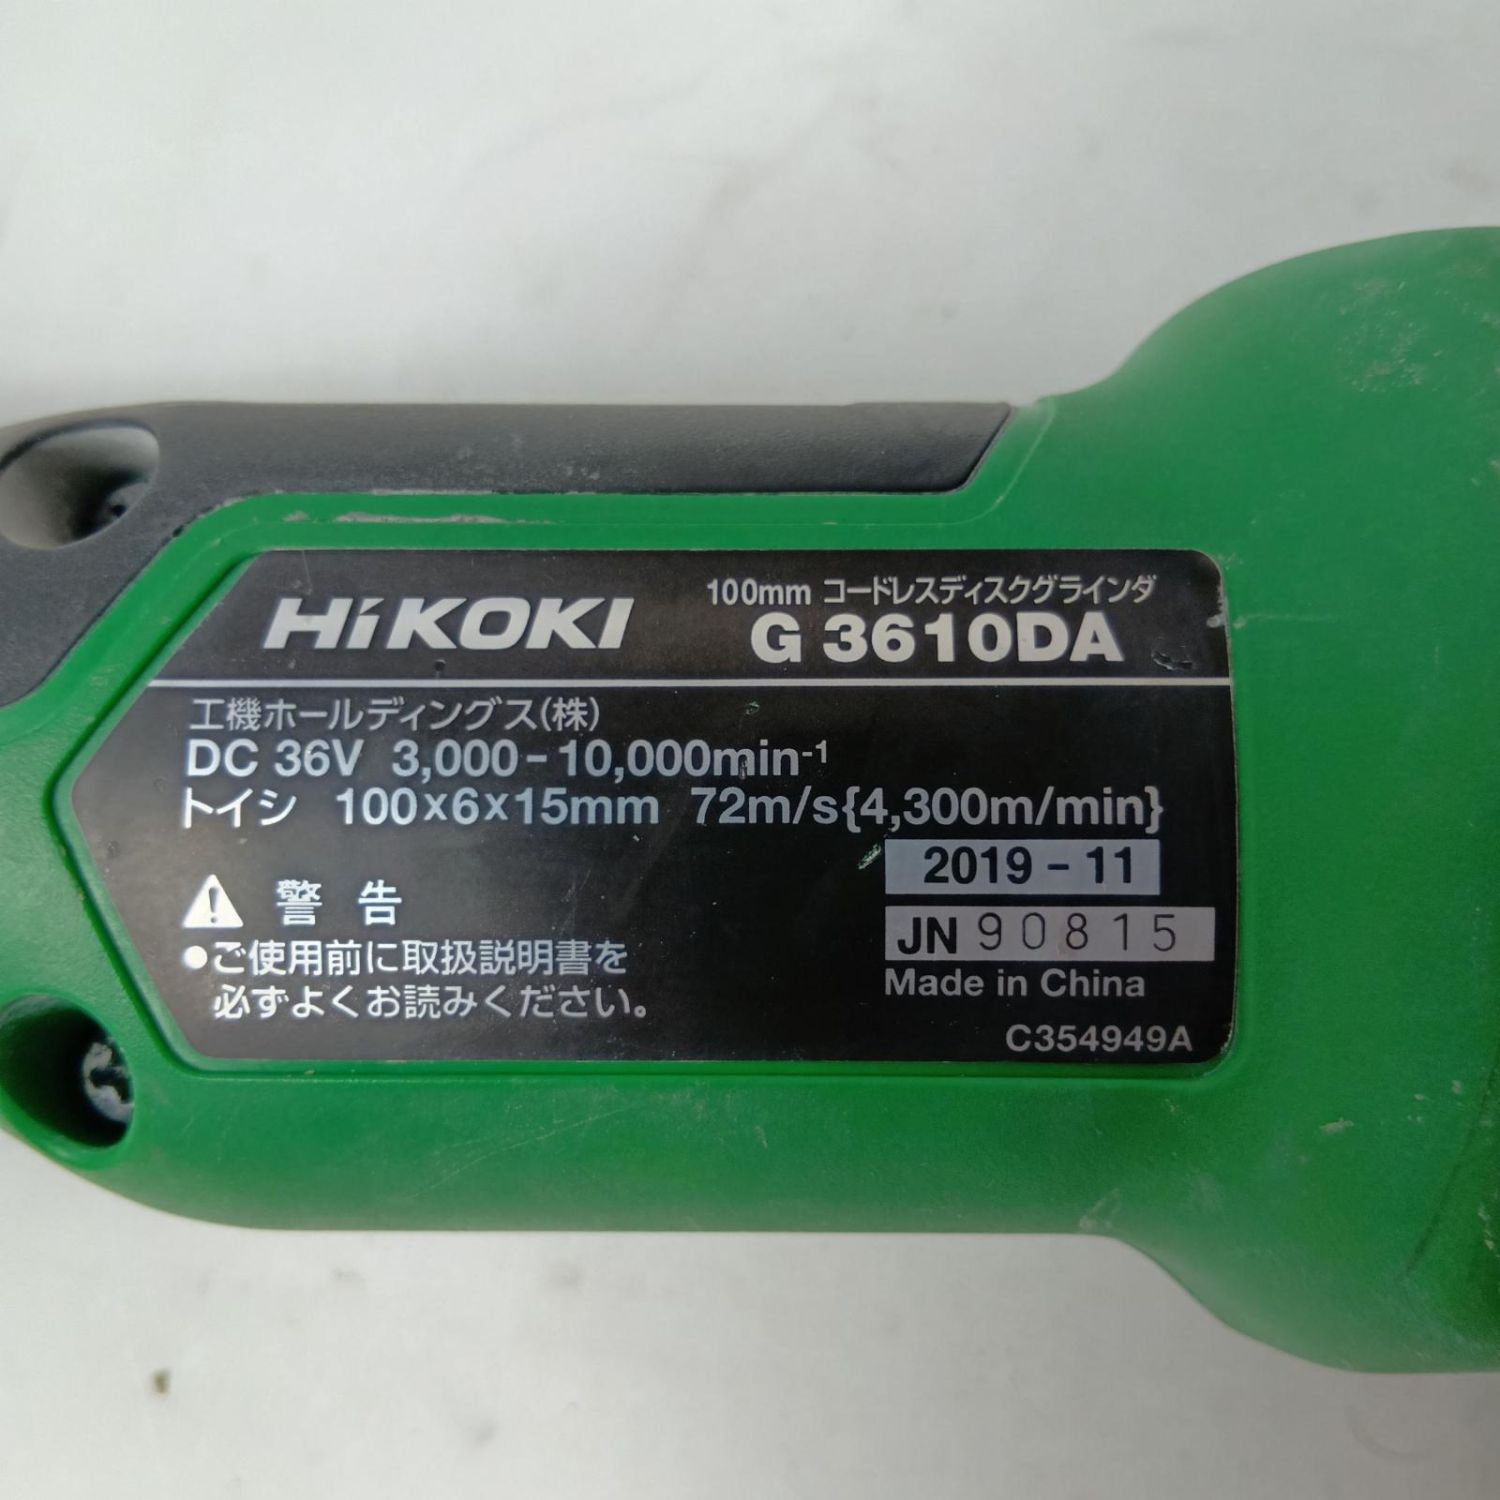 HiKOKI
100mm コードレスディスクグラインダ
G 3610DA
工機ホールディングス(株)
DC 36V 3,000-10,000min-1
トイシ 100×6×15mm 72m/s{4,300m/min}
2019-11
JN 90815
Made in China
C354949A
警告
●ご使用前に取扱説明書を
必ずよくお読みください。